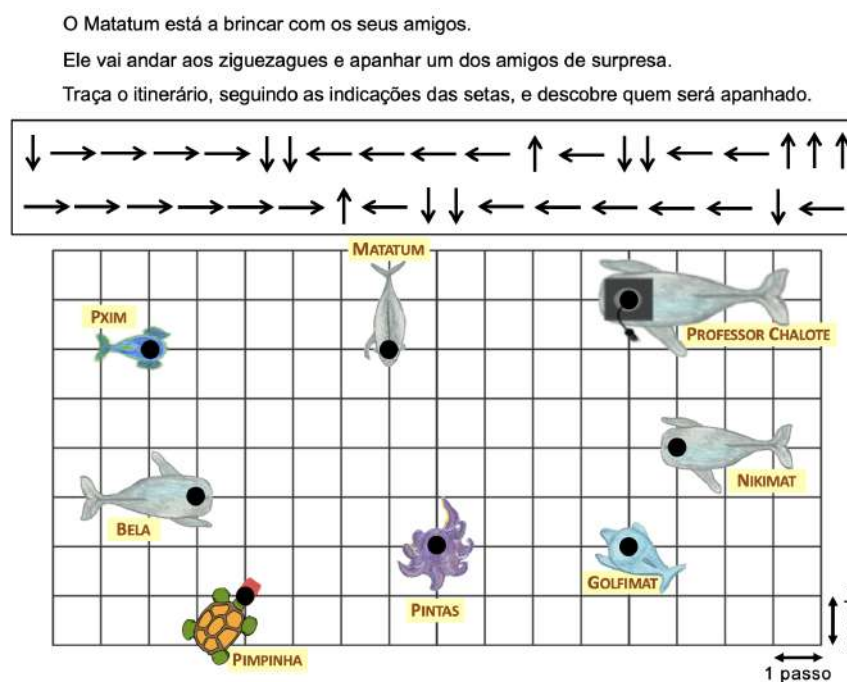 O Matatum está a brincar com os seus amigos.
Ele vai andar aos ziguezagues e apanhar um dos amigos de surpresa.
Traça o itinerário, seguindo as indicações das setas, e descobre quem será apanhado.
MATATUM
PXIM
PROFESSOR CHALOTE
NIKIMAT
BELA
GOLFIMAT
PINTAS
PIMPINHA
1 passo